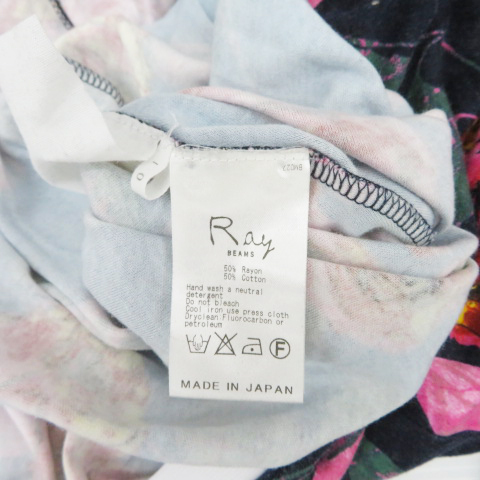 Ray
BEAMS
50% Rayon
50% Cotton
Hand wash a neutral
detergent
Do not bleach
Cool iron use press cloth
Dryclean Fluorocarbon or
petroleum
F
MADE IN JAPAN